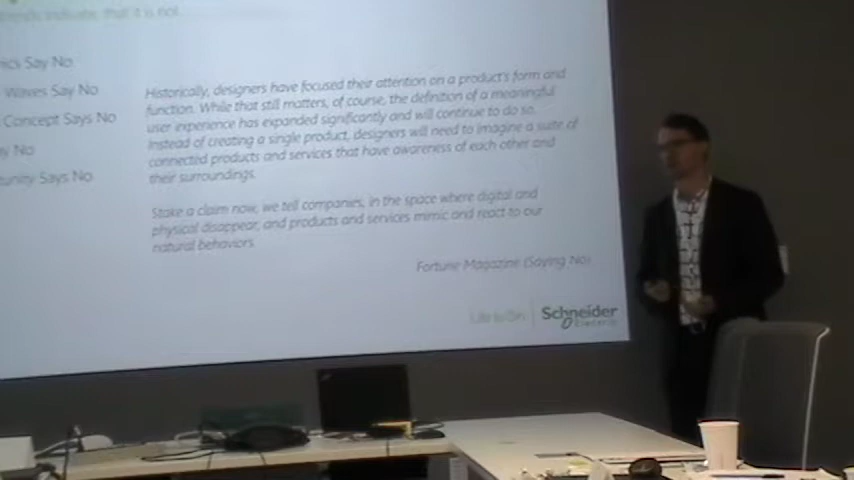 trends indicate, that it is not
Say No
Waves Say No
Concept Says No
No
Says No
Historically, designers have focused their attention on a product's form and
function. While that still matters, of course, the definition of a meaningful
user experience has expanded significantly and will continue to do so.
Instead of creating a single product, designers will need to imagine a suite of
connected products and services that have awareness of each other and
their surroundings.
Stake a claim now, we tell companies, in the space where digital and
physical disappear, and products and services mimic and react to our
natural behaviors.
Fortune Magazine (Saying No)
Life Is On
Schneider
Electric